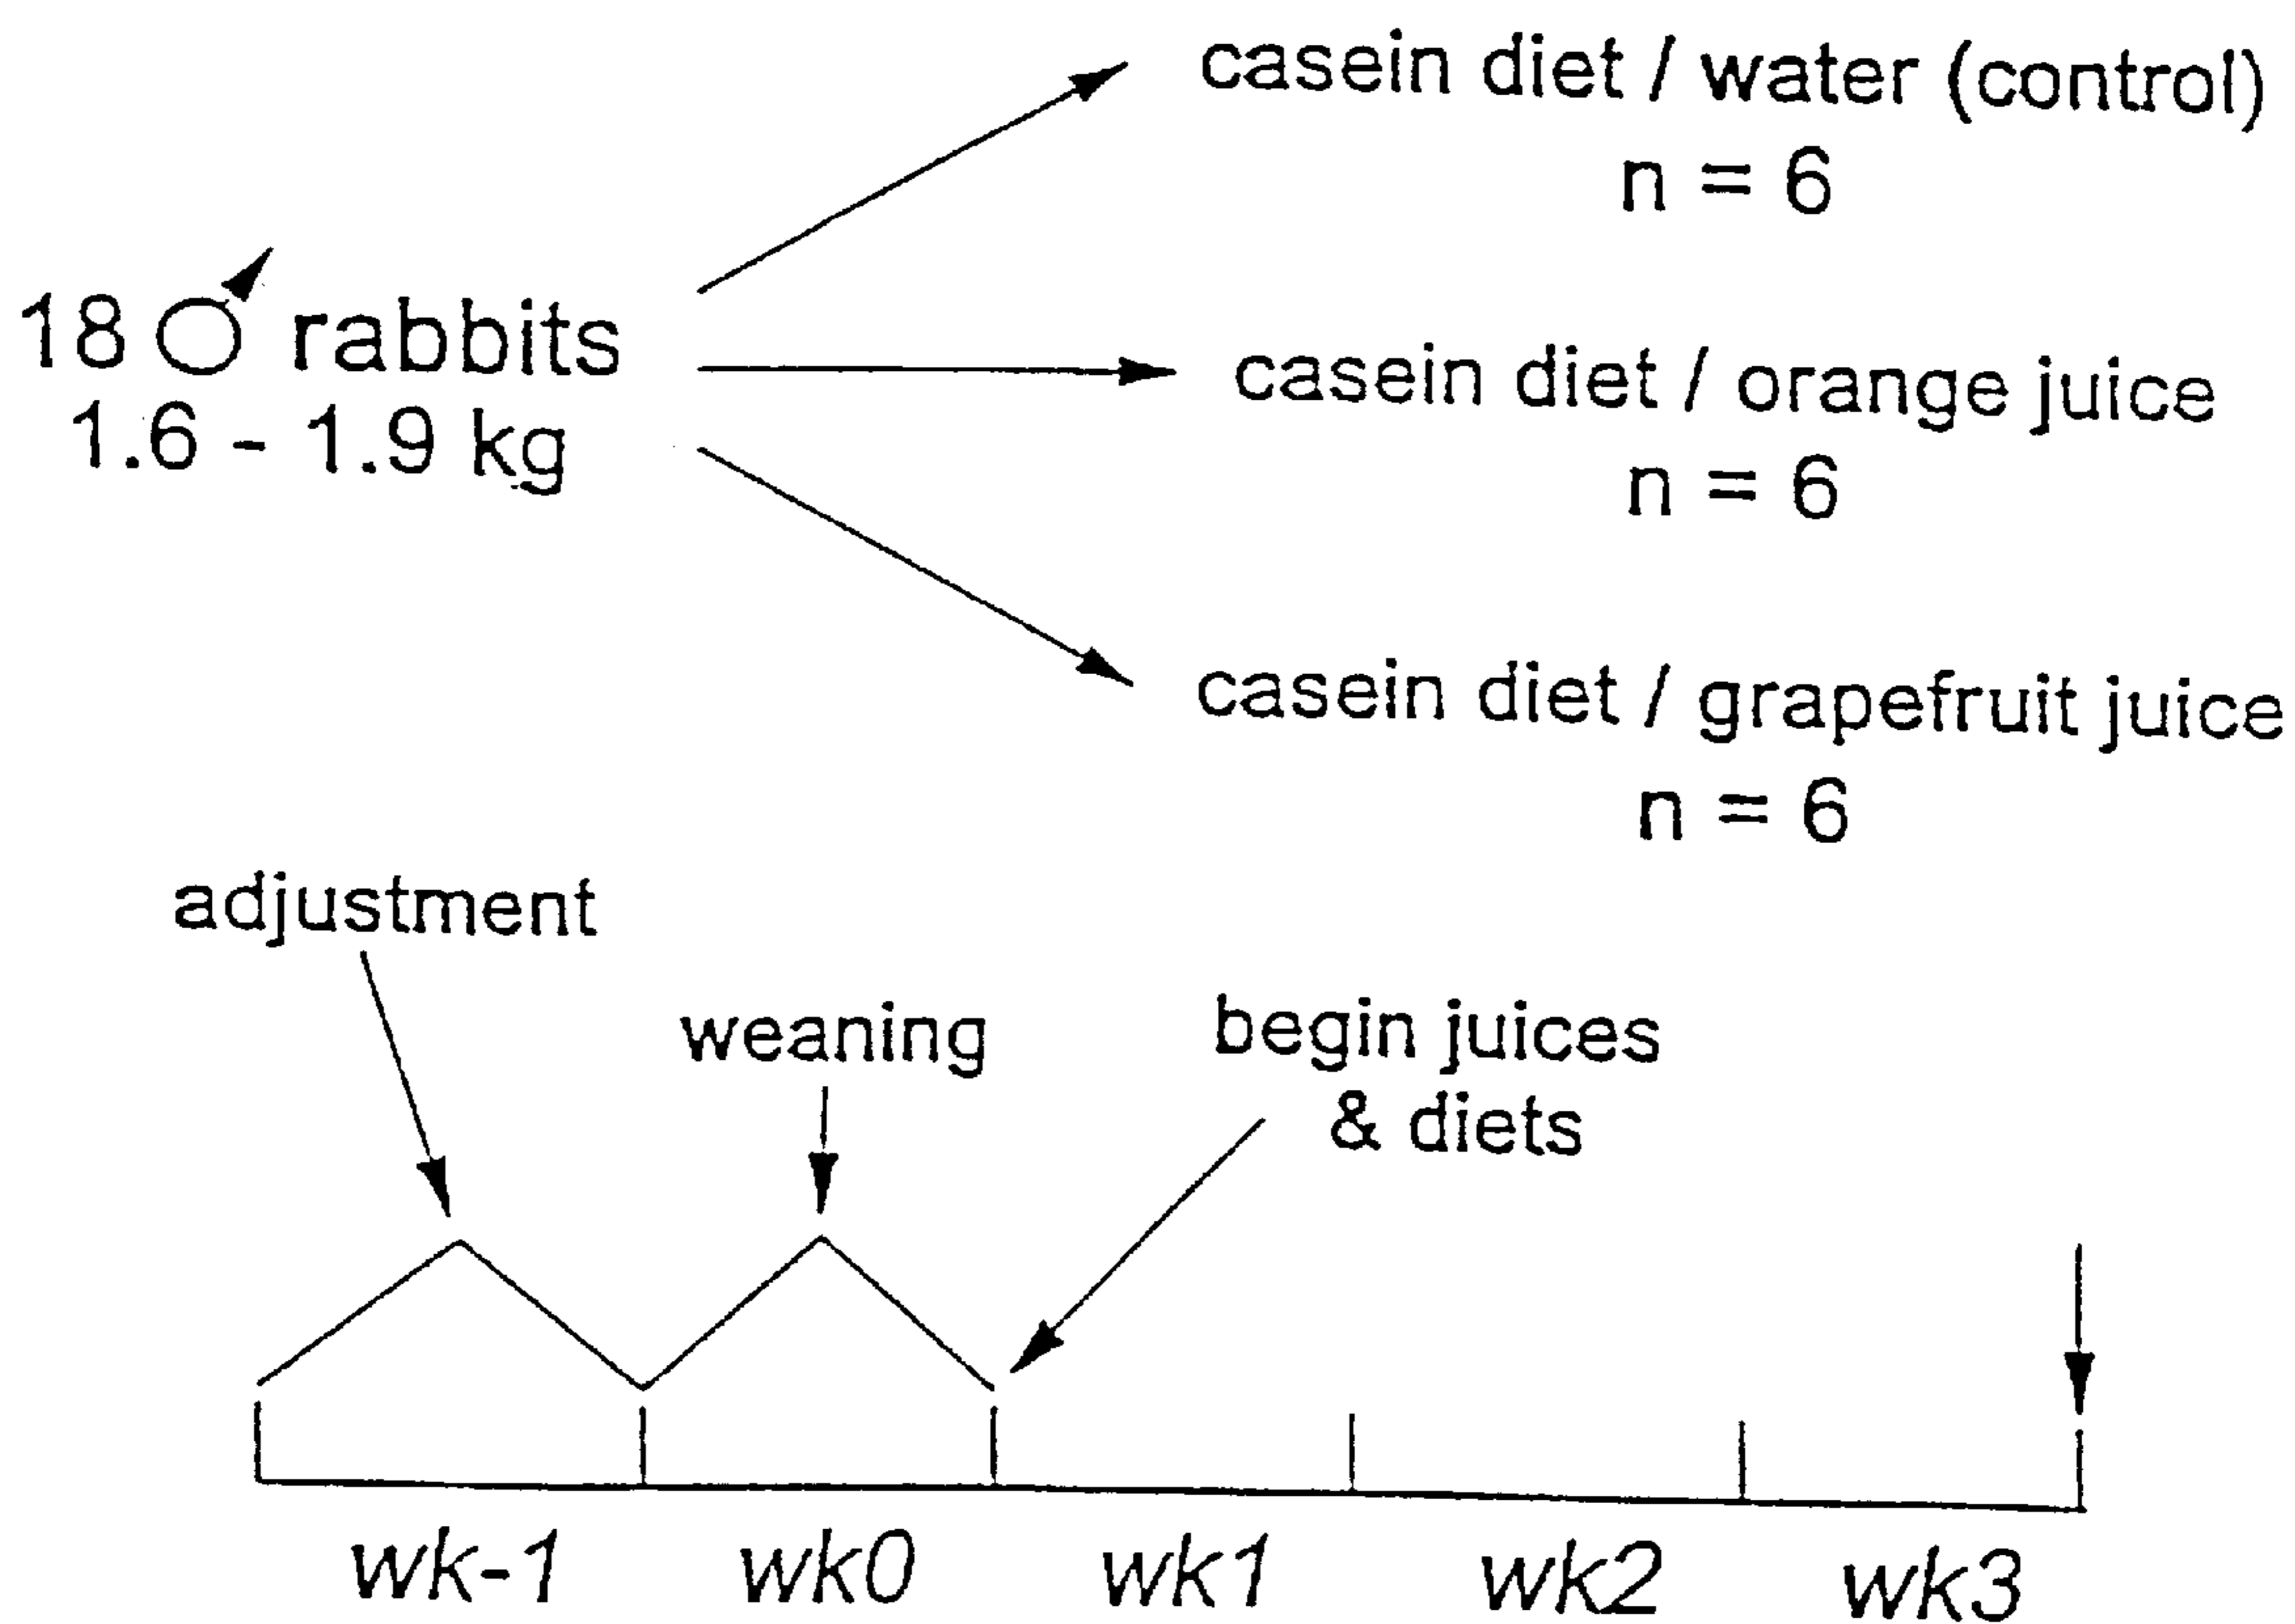 casein diet / water (control)
n = 6
18 ♂ rabbits
1.6 - 1.9 kg
casein diet / orange juice
n = 6
casein diet / grapefruit juice
n = 6
adjustment
weaning
begin juices
& diets
wk-1 wk0 wk1 wk2 wk3